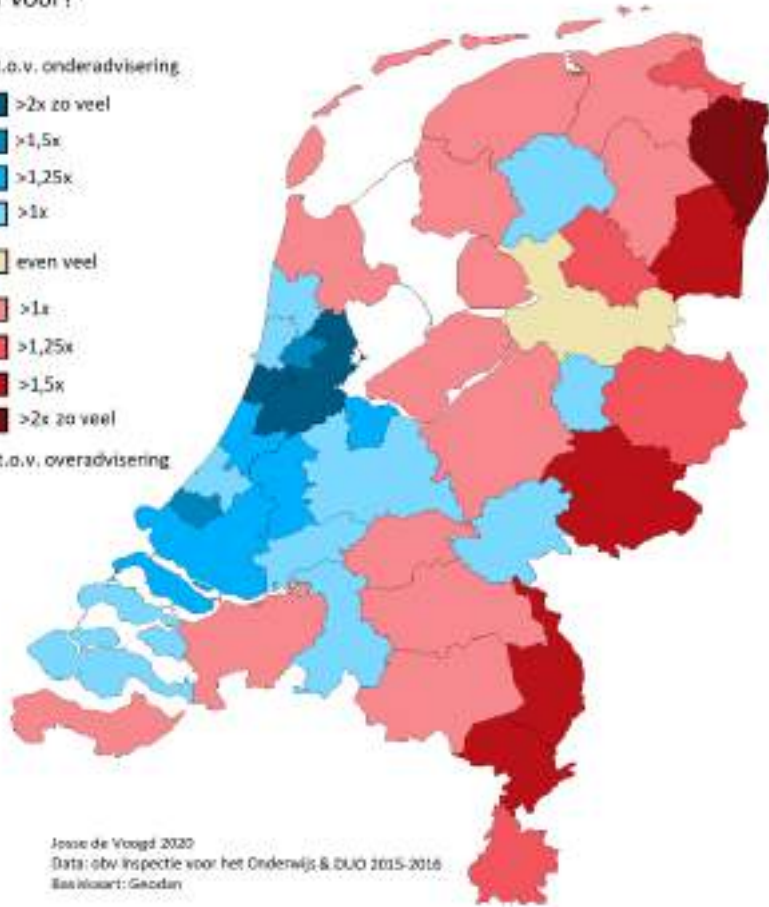 voor?
t.o.v. onderadvisering
>2x zo veel
>1,5x
>1,25x
>1x
even veel
>1x
>1,25x
>1,5x
>2x zo veel
t.o.v. overadvisering
Josse de Voogd 2020
Data: obv Inspectie voor het Onderwijs & DUO 2015-2016
Basiskaart: Geodan